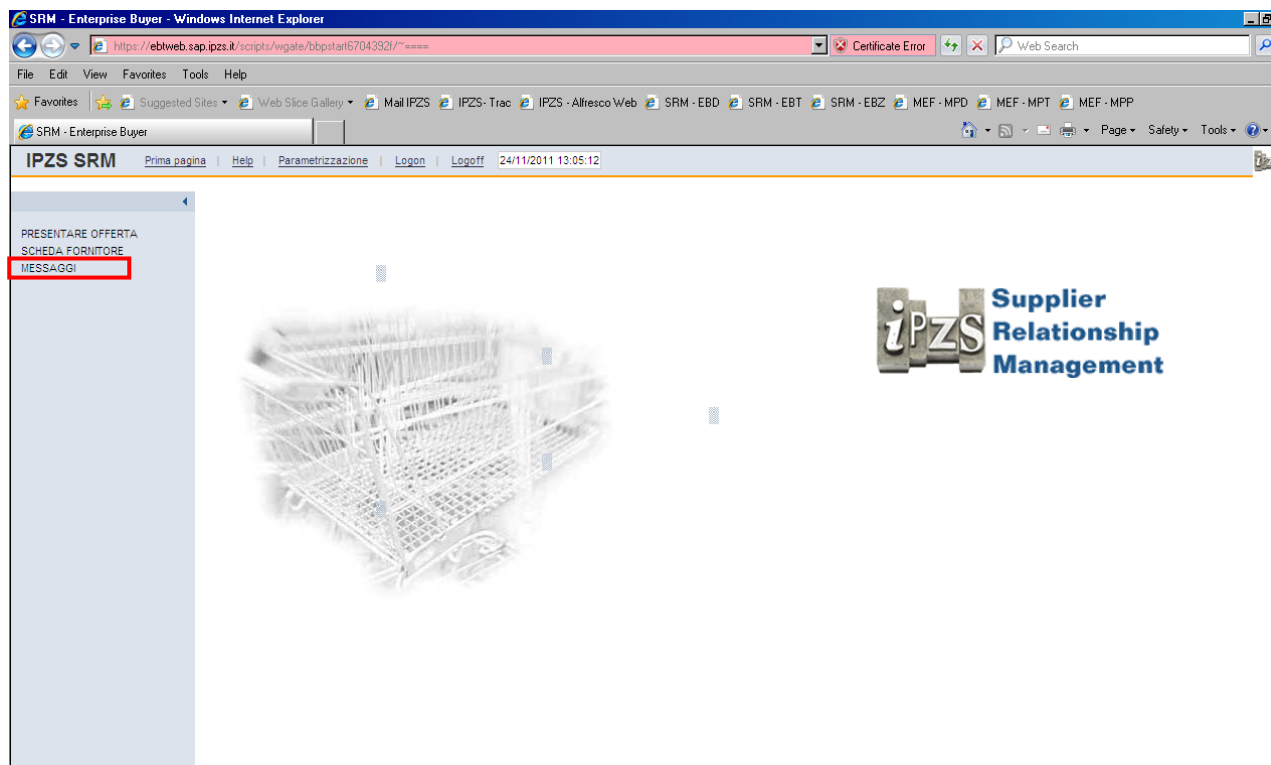 SRM - Enterprise Buyer - Windows Internet Explorer
https://ebtweb.sap.ipzs.it/scripts/wgate/bbpstart6704392f/~==== Certificate Error Web Search
File Edit View Favorites Tools Help
Favorites Suggested Sites Web Slice Gallery Mail IPZS IPZS- Trac IPZS - Alfresco Web SRM - EBD SRM - EBT SRM - EBZ MEF - MPD MEF - MPT MEF - MPP
SRM - Enterprise Buyer Page Safety Tools
IPZS SRM Prima pagina | Help | Parametrizzazione | Logon | Logoff 24/11/2011 13:05:12
PRESENTARE OFFERTA
SCHEDA FORNITORE
MESSAGGI
iPZS Supplier
Relationship
Management